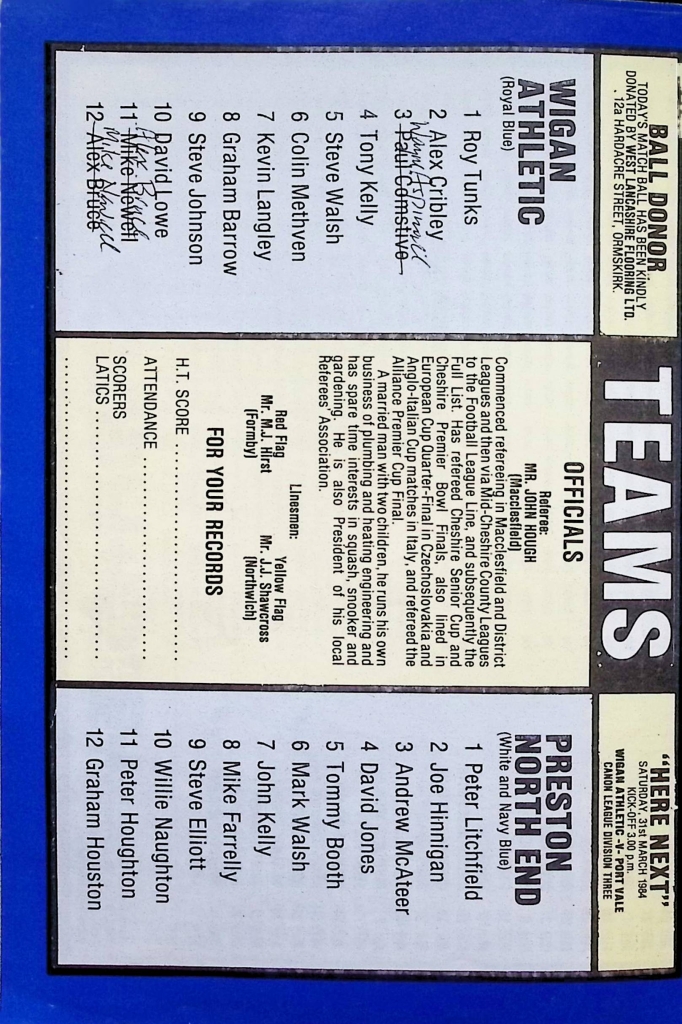 BALL DONOR
TODAY'S MATCH BALL HAS BEEN KINDLY
DONATED BY WEST LANCASHIRE FLOORING LTD.
12a HARDACRE STREET, ORMSKIRK.
TEAMS
"HERE NEXT"
SATURDAY, 31st MARCH 1984
KICK-OFF 3.00 p.m.
WIGAN ATHLETIC -V- PORT VALE
CANON LEAGUE DIVISION THREE
WIGAN
ATHLETIC
(Royal Blue)
1 Roy Tunks
2 Alex Cribley
Wayne Aspinall
3 Paul Comstive
4 Tony Kelly
5 Steve Walsh
6 Colin Methven
7 Kevin Langley
8 Graham Barrow
9 Steve Johnson
10 David Lowe
Alex Bruce
11 Mike Newell
Mike Newell
12 Alex Bruce
OFFICIALS
Referee:
MR. JOHN HOUGH
(Macclesfield)
Commenced refereeing in Macclesfield and District
Leagues and then via Mid-Cheshire County Leagues
to the Football League Line, and subsequently the
Full List. Has refereed Cheshire Senior Cup and
Cheshire Premier Bowl Finals, also lined in
European Cup Quarter-Final in Czechoslovakia and
Anglo-Italian Cup matches in Italy, and refereed the
Alliance Premier Cup Final.
A married man with two children, he runs his own
business of plumbing and heating engineering and
has spare time interests in squash, snooker and
gardening. He is also President of his local
Referees' Association.
Linesmen:
Red Flag Yellow Flag
Mr. M.J. Hirst Mr. J.J. Shawcross
(Formby) (Northwich)
FOR YOUR RECORDS
H.T. SCORE ..............................
ATTENDANCE ..............................
SCORERS
LATICS ..............................
..............................
PRESTON
NORTH END
(White and Navy Blue)
1 Peter Litchfield
2 Joe Hinnigan
3 Andrew McAteer
4 David Jones
5 Tommy Booth
6 Mark Walsh
7 John Kelly
8 Mike Farrelly
9 Steve Elliott
10 Willie Naughton
11 Peter Houghton
12 Graham Houston